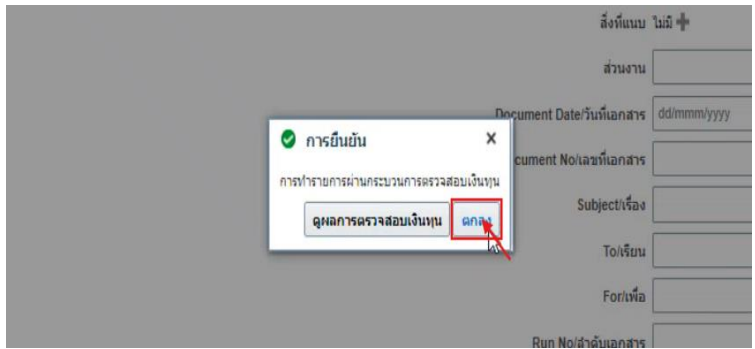 สิ่งที่แนบ ไม่มี
ส่วนงาน
Document Date/วันที่เอกสาร dd/mmm/yyyy
การยืนยัน X
cument No/เลขที่เอกสาร
การทำรายการผ่านกระบวนการตรวจสอบเงินทุน
Subject/เรื่อง
ดูผลการตรวจสอบเงินทุน ตกลง
To/เรียน
For/เพื่อ
Run No/ลำดับเอกสาร